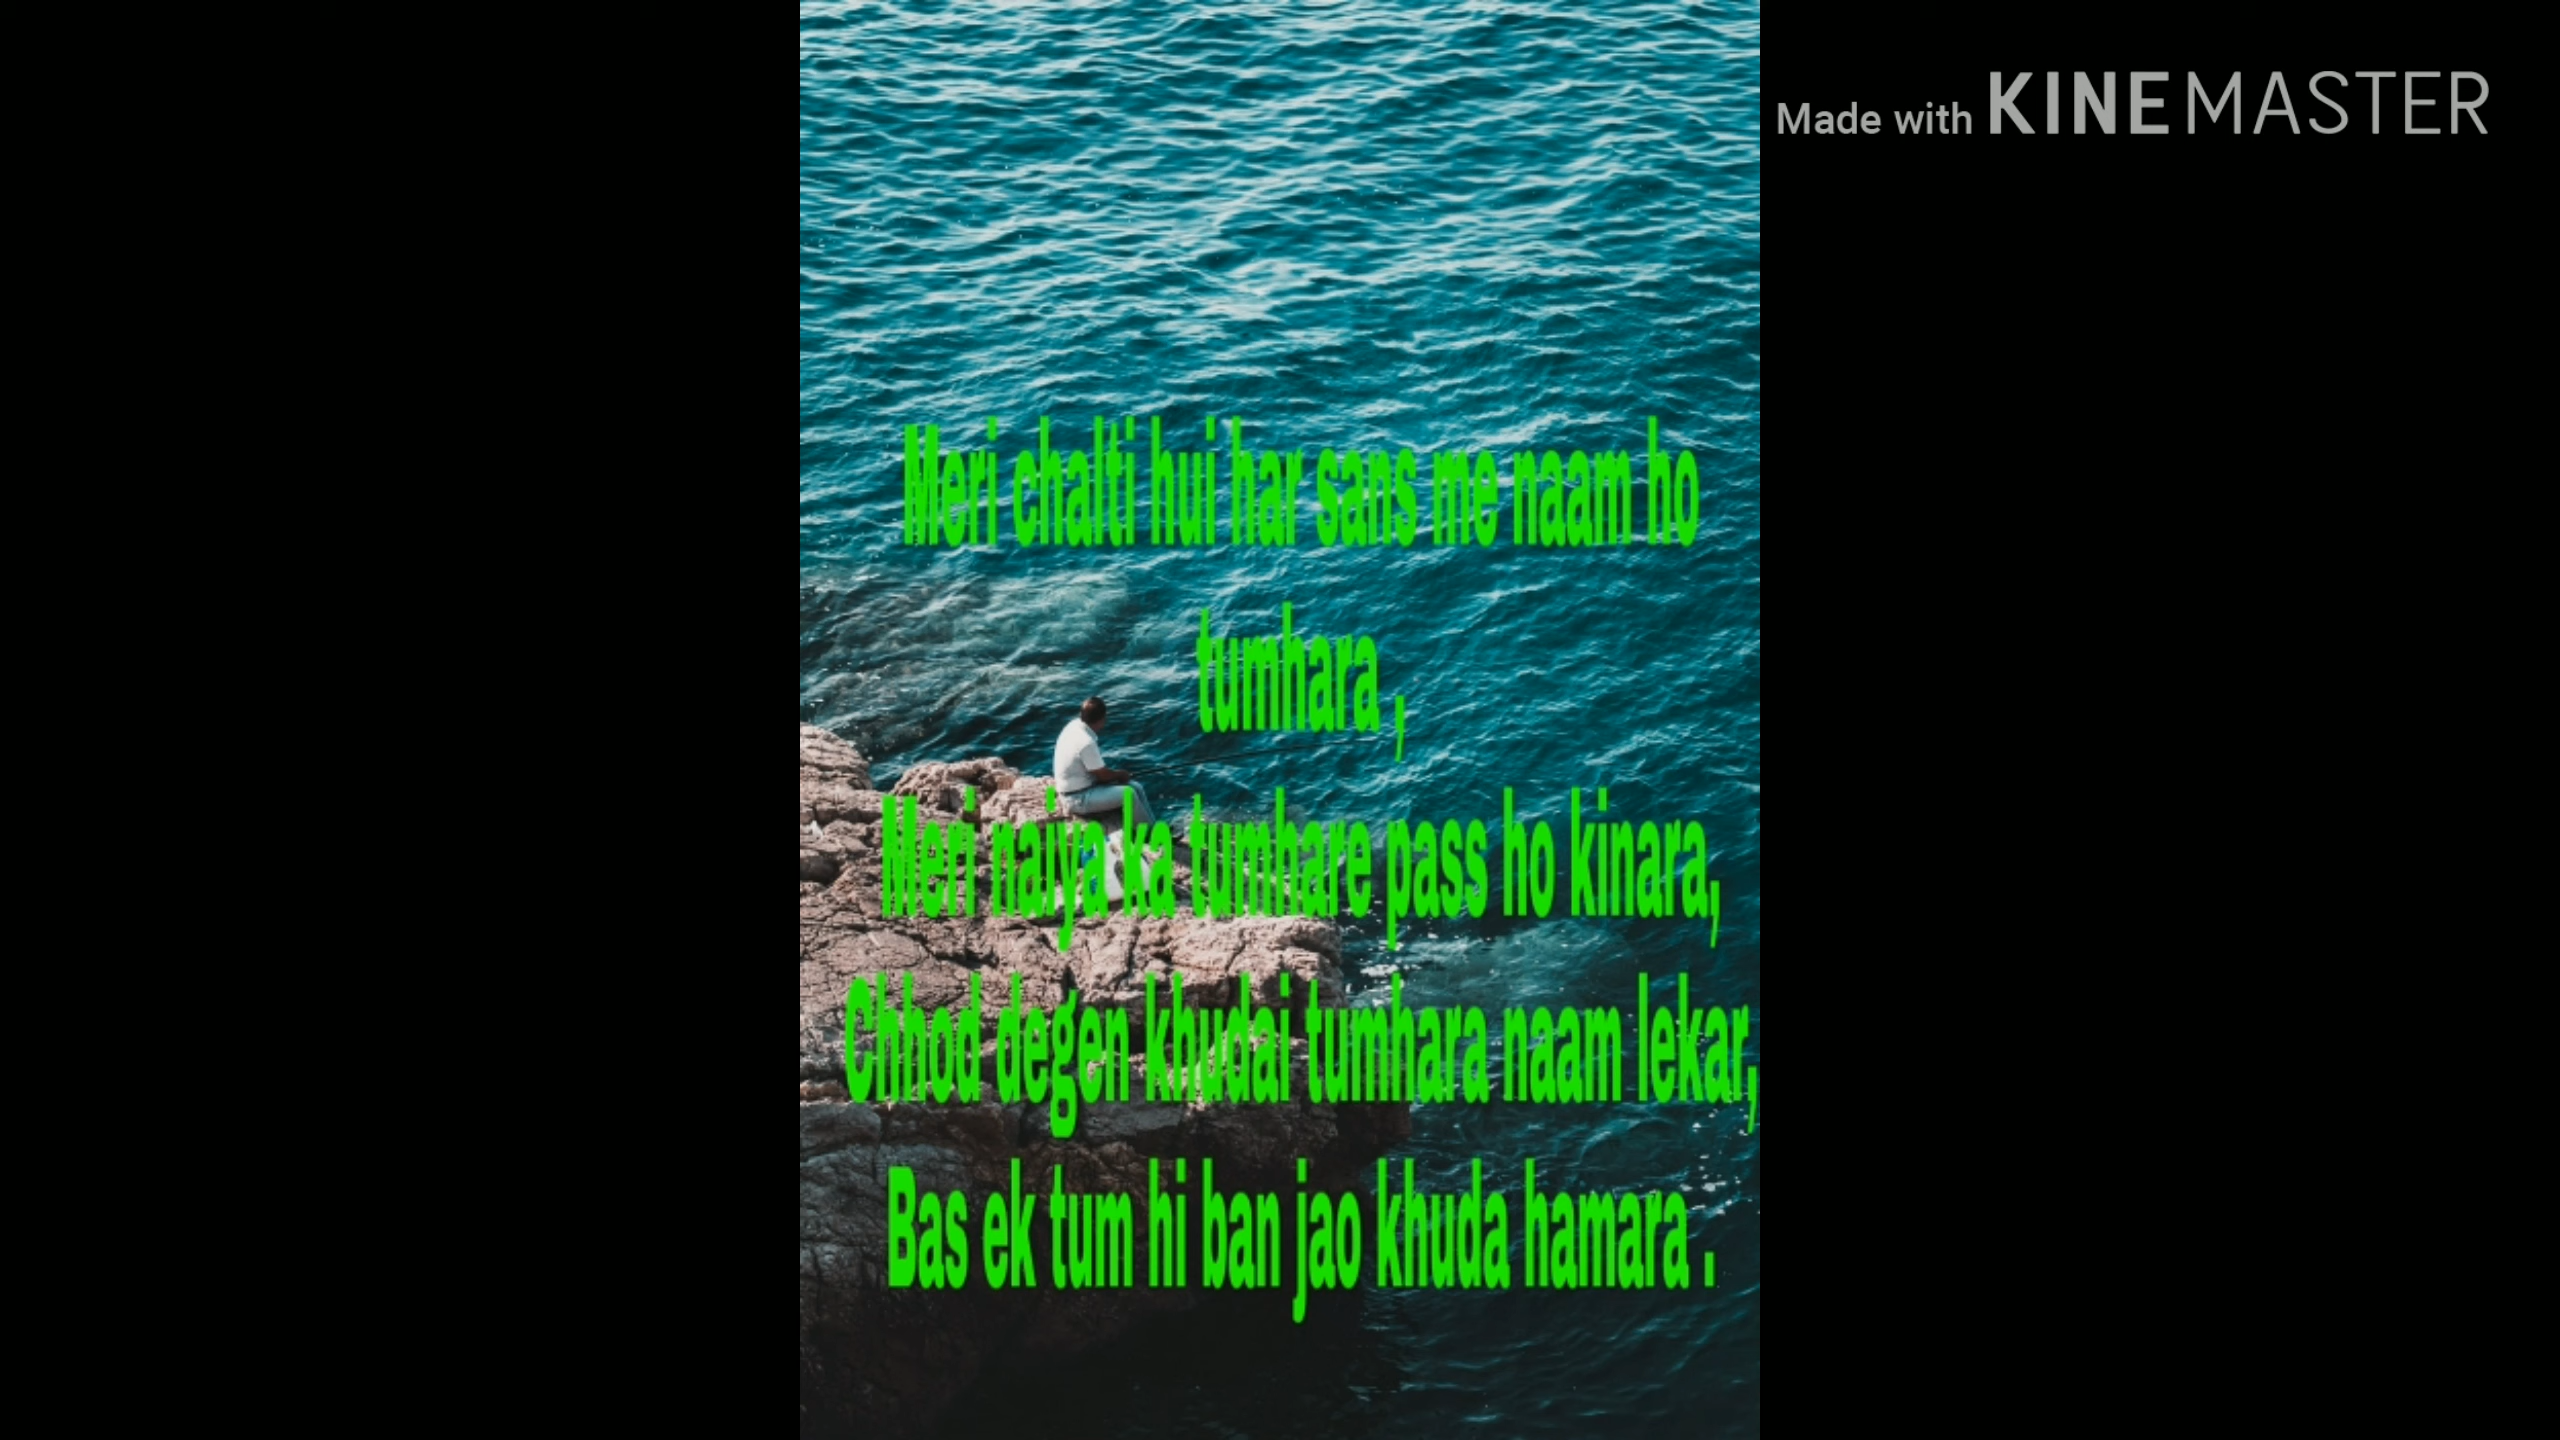 Made with KINEMASTER
Meri chalti hui har sans me naam ho
tumhara ,
Meri naiya ka tumhare pass ho kinara,
Chhod degen khudai tumhara naam lekar,
Bas ek tum hi ban jao khuda hamara .